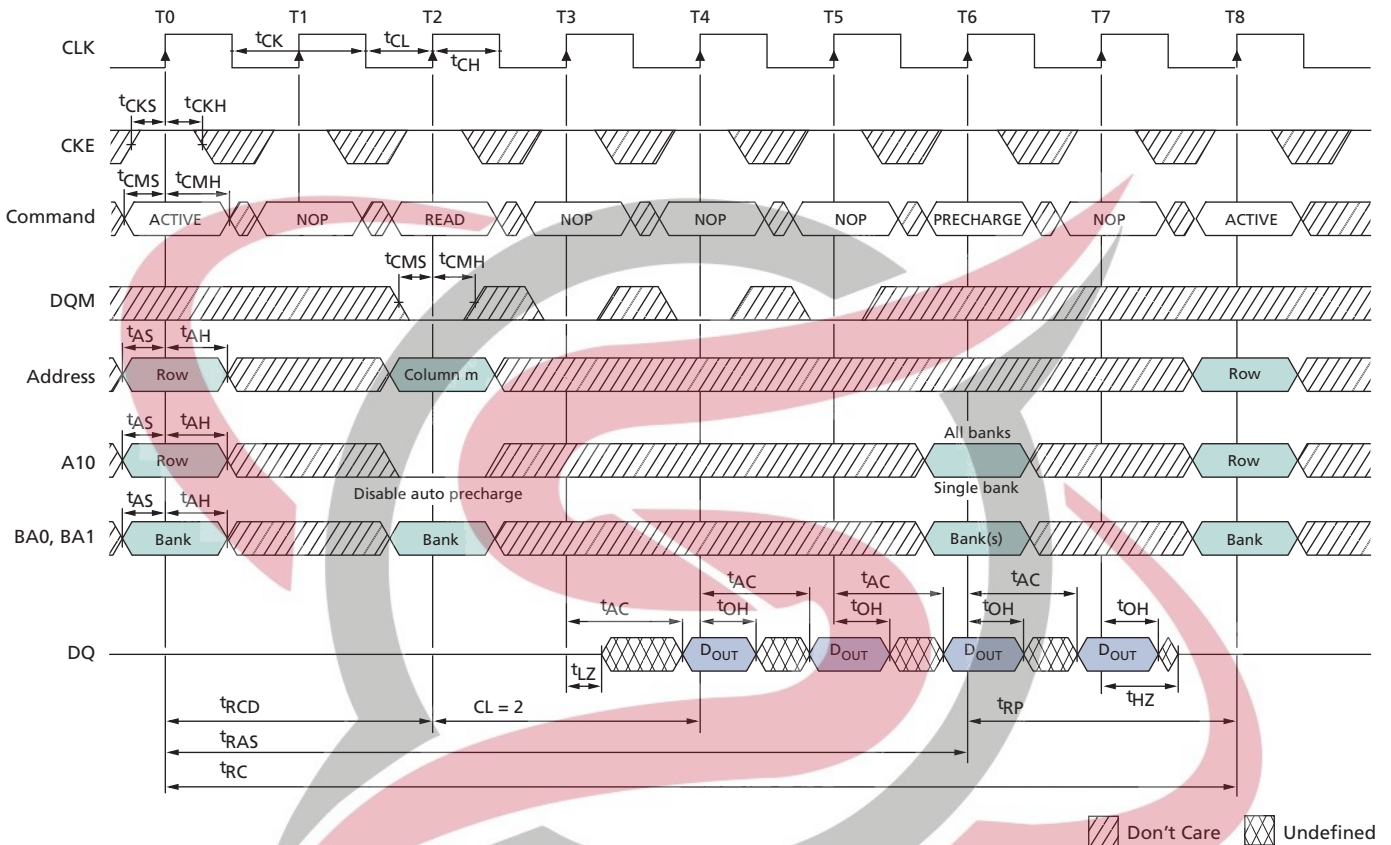 T0 T1 T2 T3 T4 T5 T6 T7 T8
CLK
tCK tCL
tCH
tCKS tCKH
CKE
tCMS tCMH
Command ACTIVE NOP READ NOP NOP NOP PRECHARGE NOP ACTIVE
tCMS tCMH
DQM
tAS tAH
Address Row Column m Row
tAS tAH
All banks
A10 Row Row
Disable auto precharge
Single bank
tAS tAH
BA0, BA1 Bank Bank Bank(s) Bank
tAC tAC tAC
tAC tOH tOH tOH tOH
DQ DOUT DOUT DOUT DOUT
tLZ
tHZ
tRCD CL = 2 tRP
tRAS
tRC
Don't Care Undefined